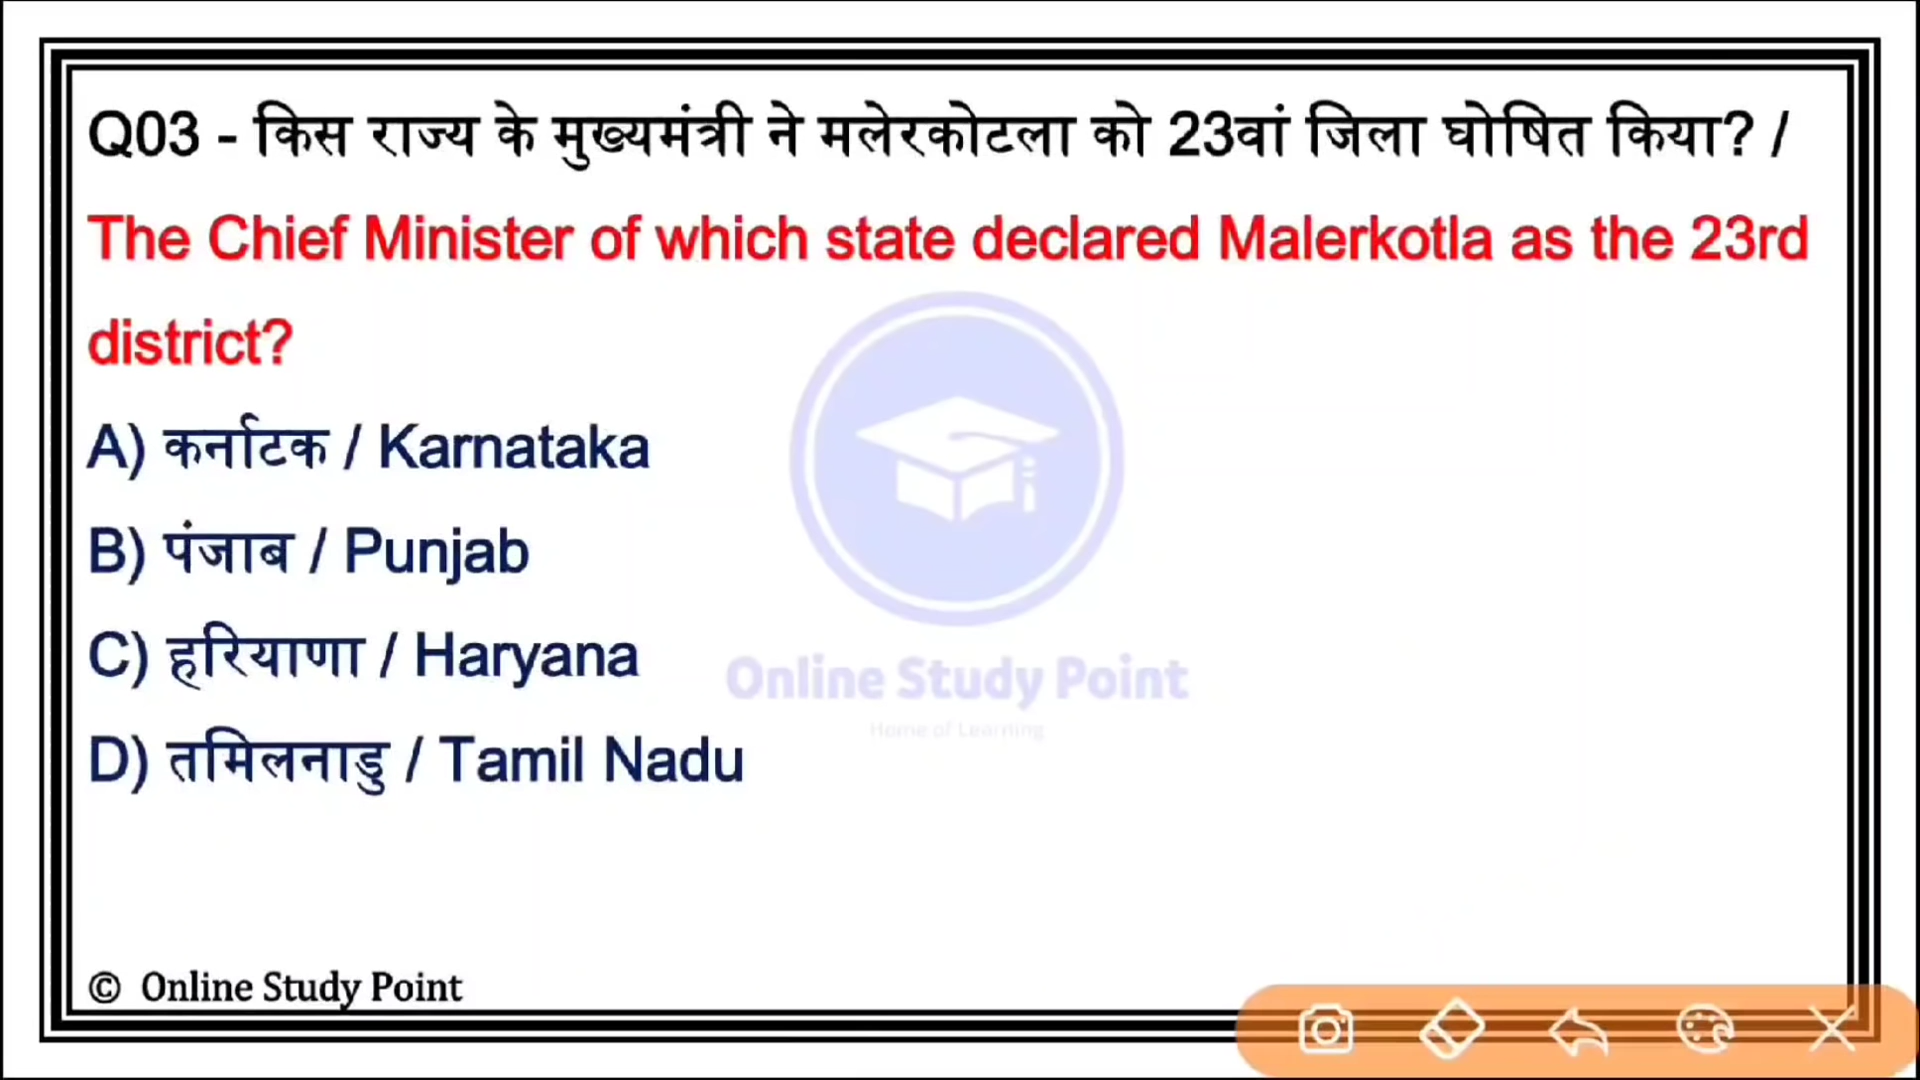 Q03 - किस राज्य के मुख्यमंत्री ने मलेरकोटला को 23वां जिला घोषित किया? /
The Chief Minister of which state declared Malerkotla as the 23rd
district?
A) कर्नाटक / Karnataka
B) पंजाब / Punjab
C) हरियाणा / Haryana
D) तमिलनाडु / Tamil Nadu
Online Study Point
Home of Learning
© Online Study Point